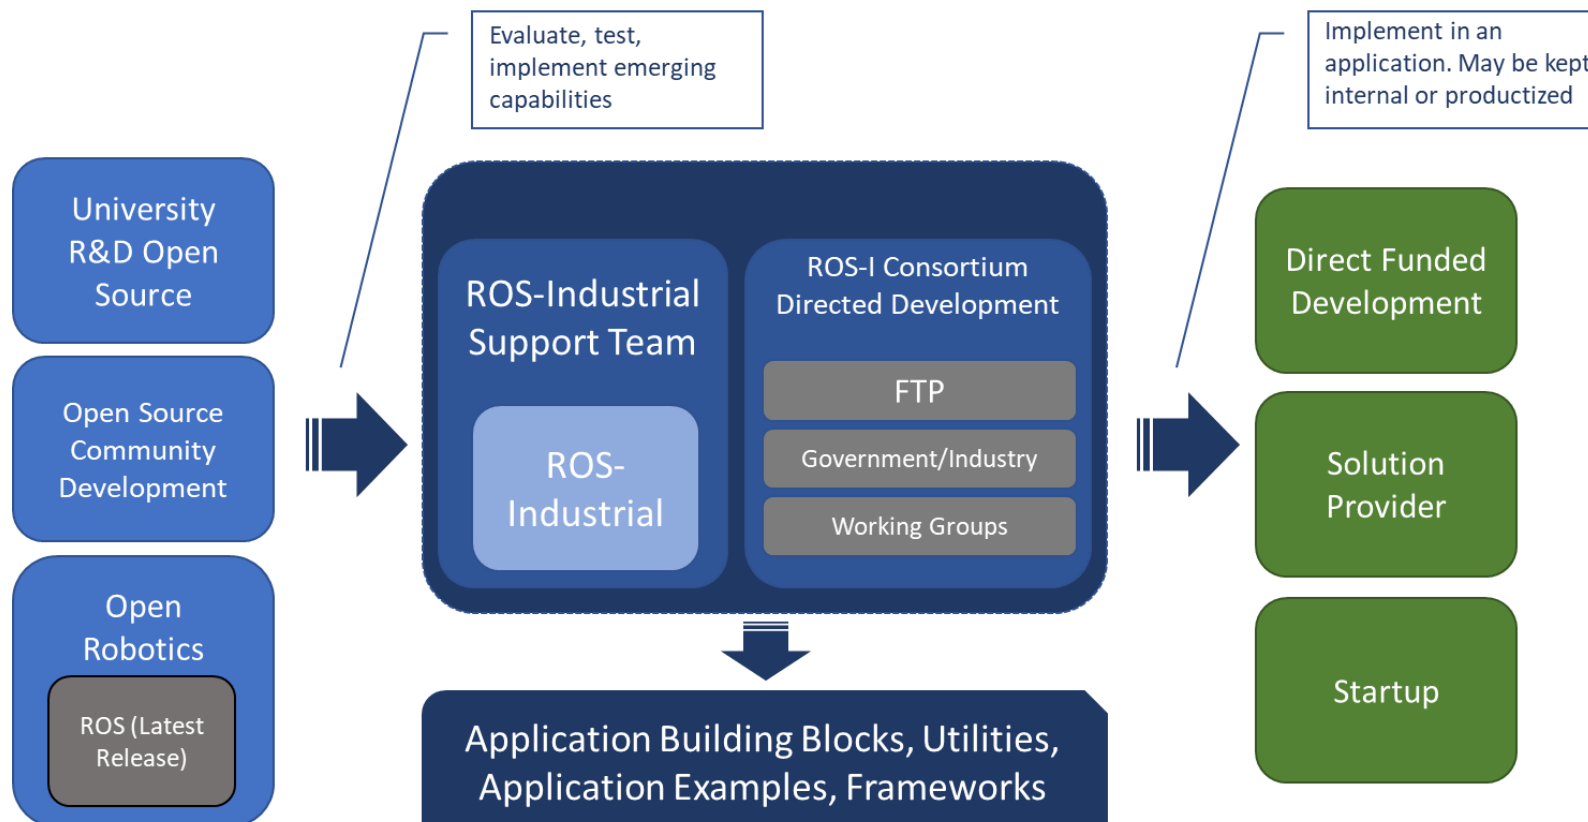 Evaluate, test,
implement emerging
capabilities
Implement in an
application. May be kept
internal or productized
University
R&D Open
Source
Open Source
Community
Development
Open
Robotics
ROS (Latest
Release)
ROS-Industrial
Support Team
ROS-
Industrial
ROS-I Consortium
Directed Development
FTP
Government/Industry
Working Groups
Application Building Blocks, Utilities,
Application Examples, Frameworks
Direct Funded
Development
Solution
Provider
Startup